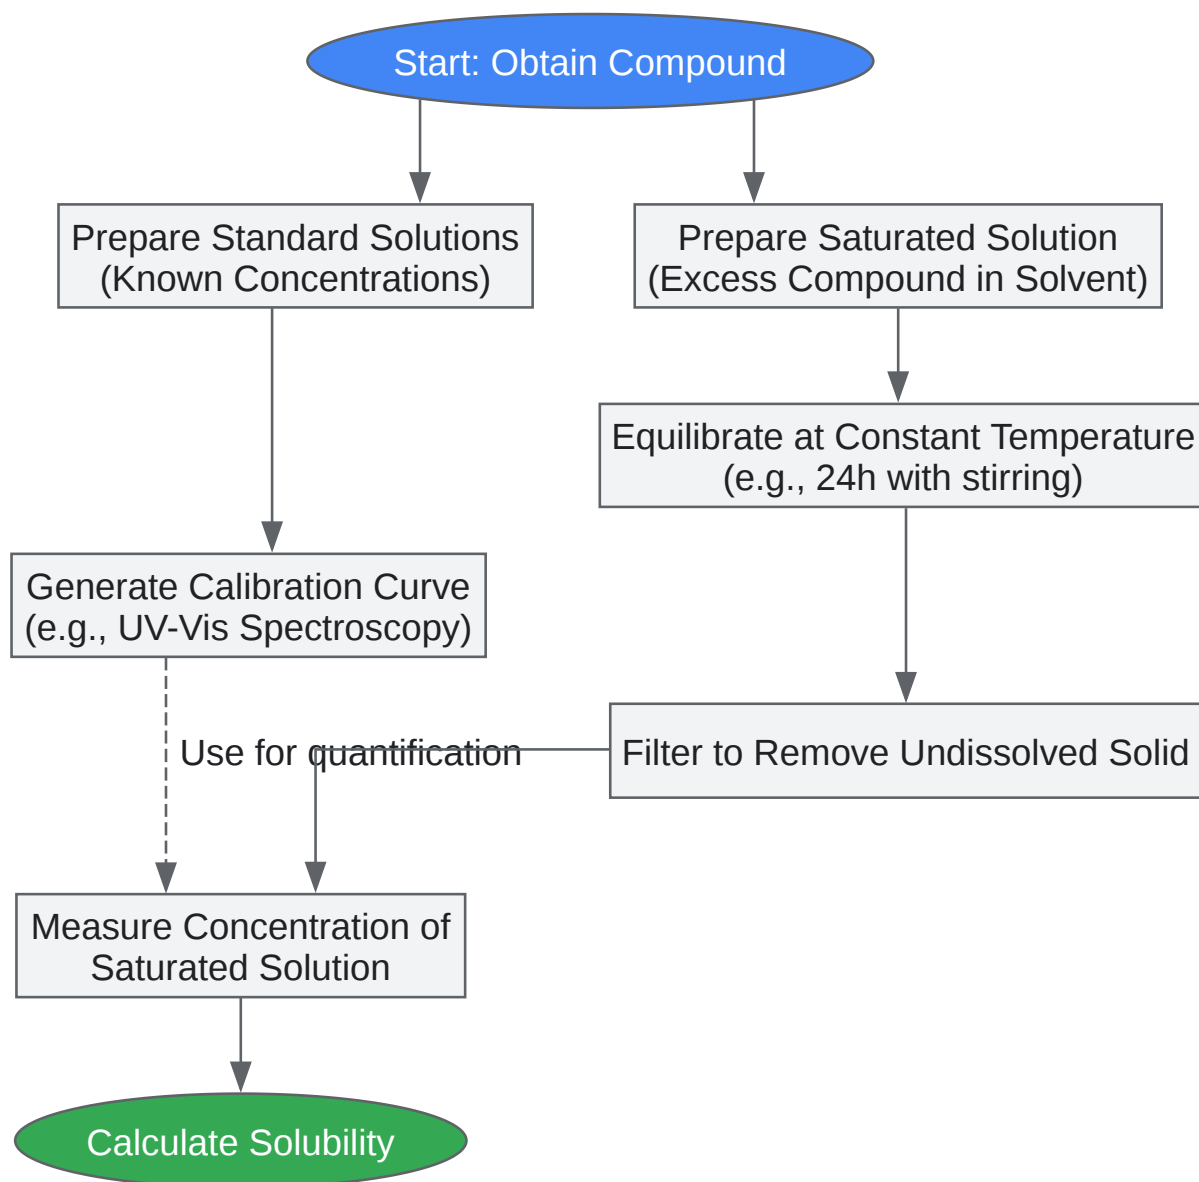 Start: Obtain Compound
Prepare Standard Solutions
(Known Concentrations)
Prepare Saturated Solution
(Excess Compound in Solvent)
Equilibrate at Constant Temperature
(e.g., 24h with stirring)
Generate Calibration Curve
(e.g., UV-Vis Spectroscopy)
Use for quantification
Filter to Remove Undissolved Solid
Measure Concentration of
Saturated Solution
Calculate Solubility